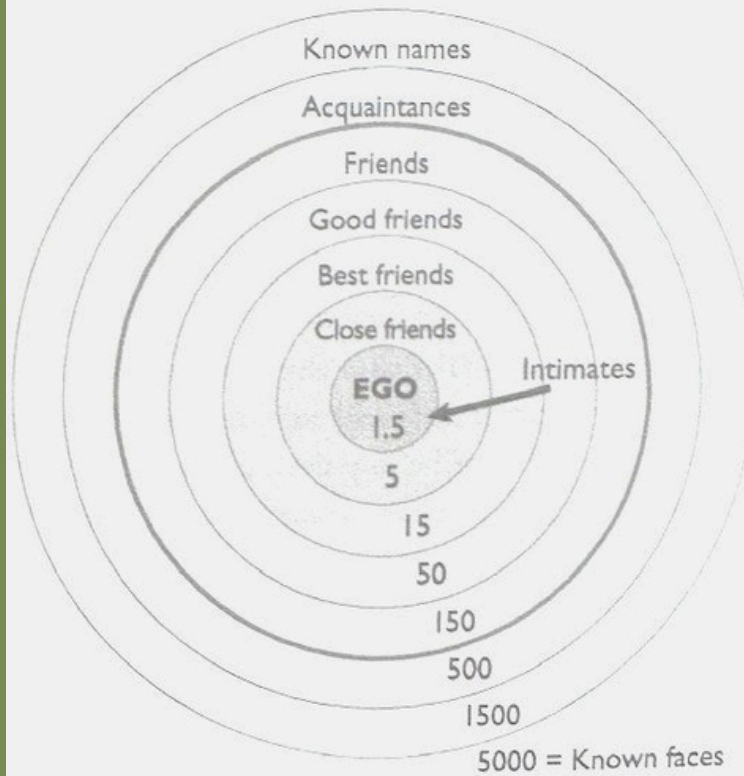 Known names
Acquaintances
Friends
Good friends
Best friends
Close friends
Intimates
EGO
1.5
5
15
50
150
500
1500
5000 = Known faces